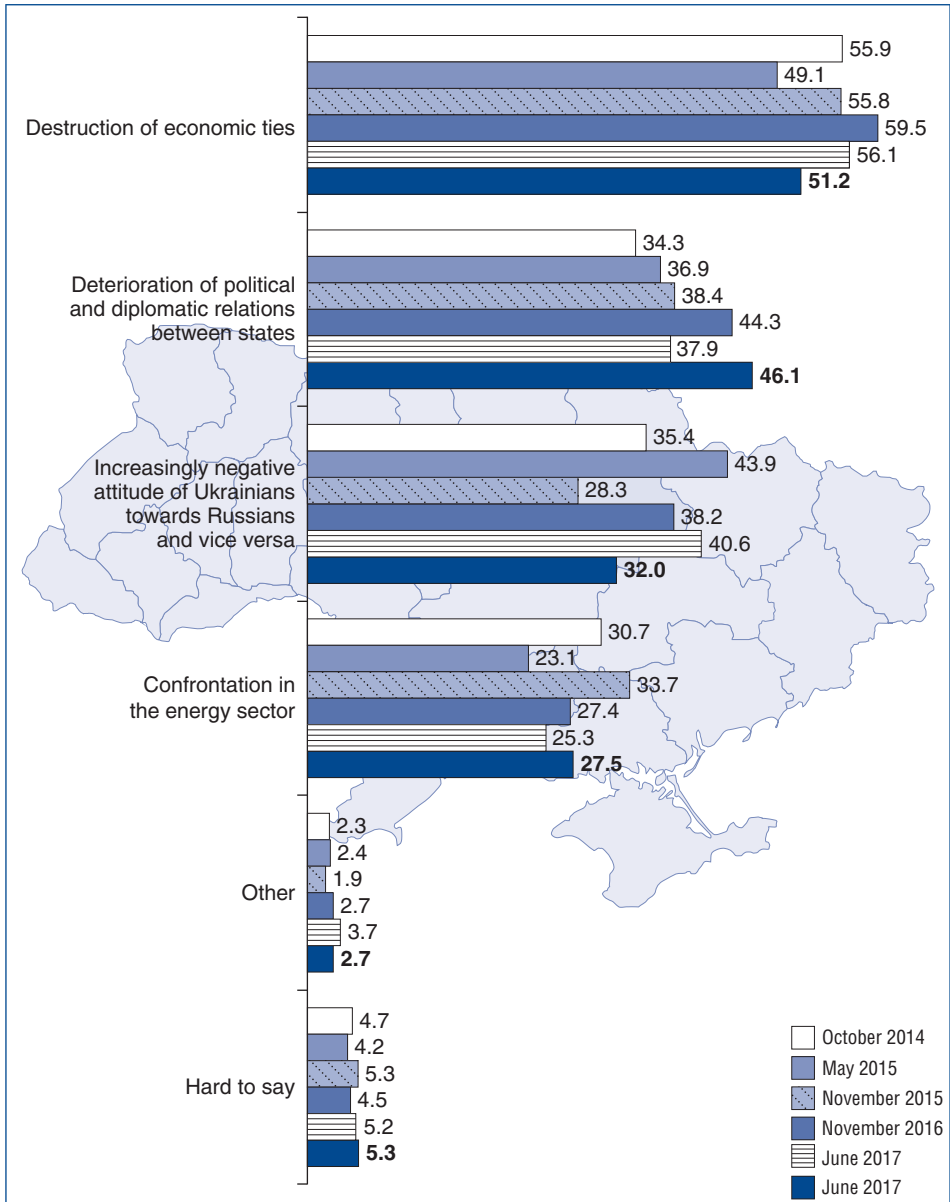 55.9
49.1
55.8
Destruction of economic ties
59.5
56.1
51.2
34.3
Deterioration of political
and diplomatic relations
between states
36.9
38.4
44.3
37.9
46.1
35.4
Increasingly negative
attitude of Ukrainians
towards Russians
and vice versa
43.9
28.3
38.2
40.6
32.0
30.7
23.1
Confrontation in
the energy sector
33.7
27.4
25.3
27.5
2.3
2.4
Other
1.9
2.7
3.7
2.7
4.7
4.2
Hard to say
5.3
4.5
5.2
5.3
October 2014
May 2015
November 2015
November 2016
June 2017
June 2017